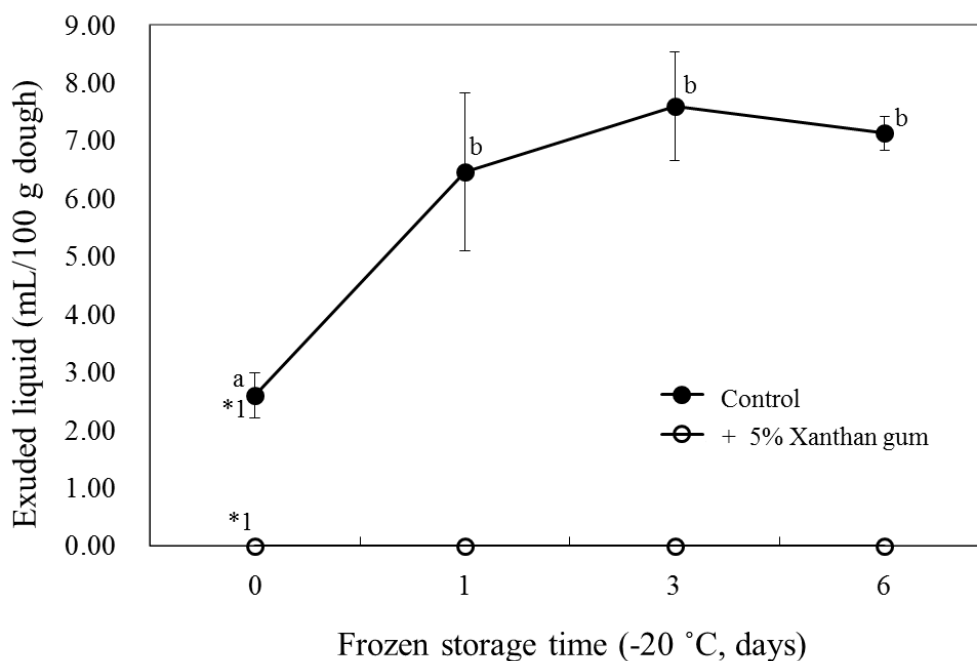 Exuded liquid (mL/100 g dough)
9.00
8.00
7.00
6.00
5.00
4.00
3.00
2.00
1.00
0.00
a
*1
b
b
b
*1
Control
+ 5% Xanthan gum
0 1 3 6
Frozen storage time (-20 ˚C, days)